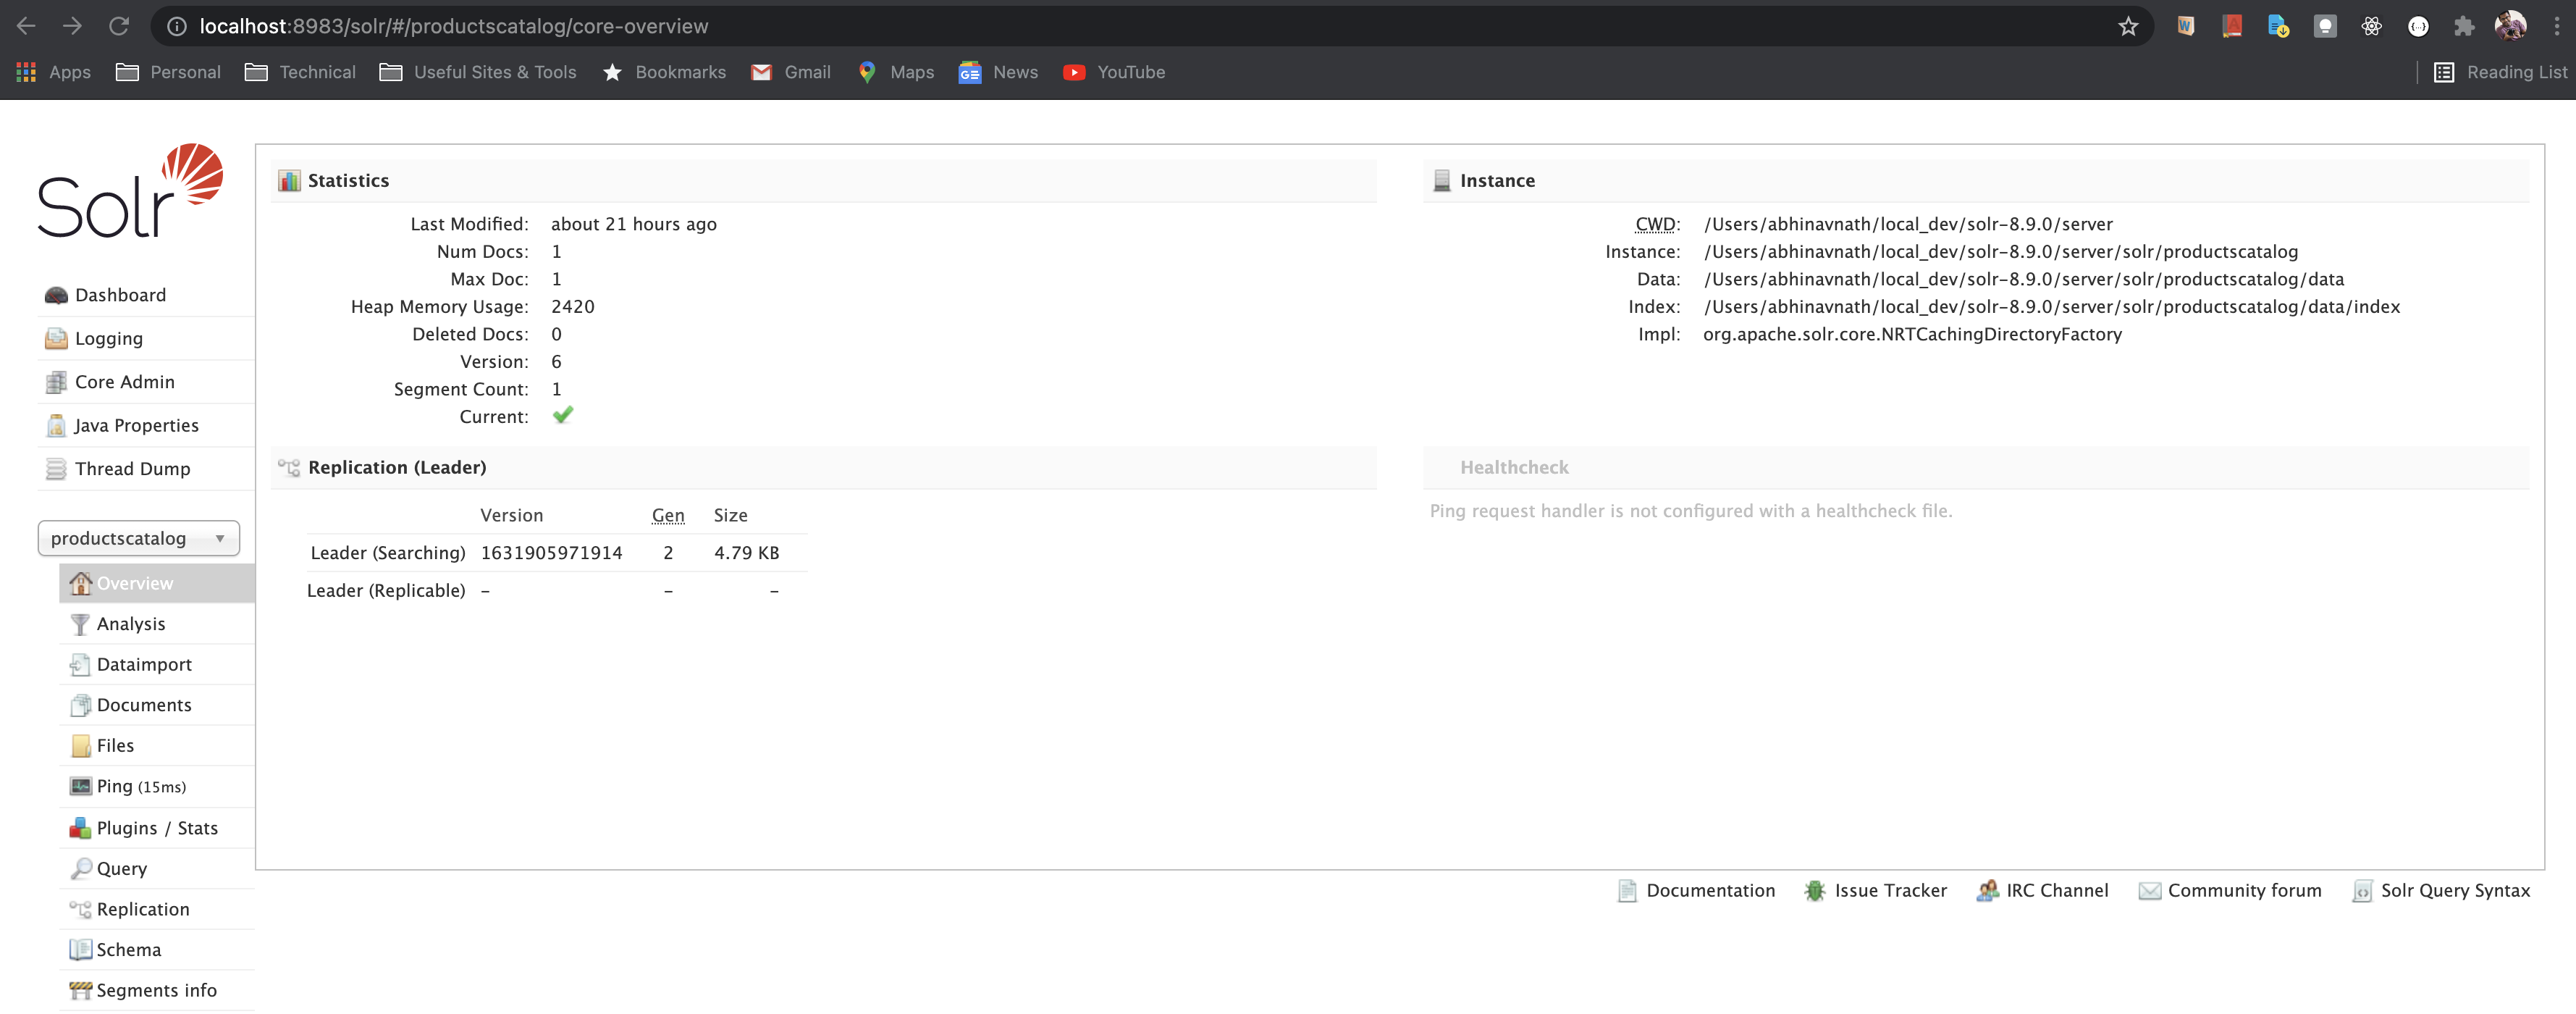 localhost:8983/solr/#/productscatalog/core-overview
Apps Personal Technical Useful Sites & Tools Bookmarks Gmail Maps News YouTube Reading List
Solr
Dashboard
Logging
Core Admin
Java Properties
Thread Dump
productscatalog
Overview
Analysis
Dataimport
Documents
Files
Ping (15ms)
Plugins / Stats
Query
Replication
Schema
Segments info
Statistics
Last Modified: about 21 hours ago
Num Docs: 1
Max Doc: 1
Heap Memory Usage: 2420
Deleted Docs: 0
Version: 6
Segment Count: 1
Current:
Instance
CWD: /Users/abhinavnath/local_dev/solr-8.9.0/server
Instance: /Users/abhinavnath/local_dev/solr-8.9.0/server/solr/productscatalog
Data: /Users/abhinavnath/local_dev/solr-8.9.0/server/solr/productscatalog/data
Index: /Users/abhinavnath/local_dev/solr-8.9.0/server/solr/productscatalog/data/index
Impl: org.apache.solr.core.NRTCachingDirectoryFactory
Replication (Leader)
Version Gen Size
Leader (Searching) 1631905971914 2 4.79 KB
Leader (Replicable) – – –
Healthcheck
Ping request handler is not configured with a healthcheck file.
Documentation Issue Tracker IRC Channel Community forum Solr Query Syntax